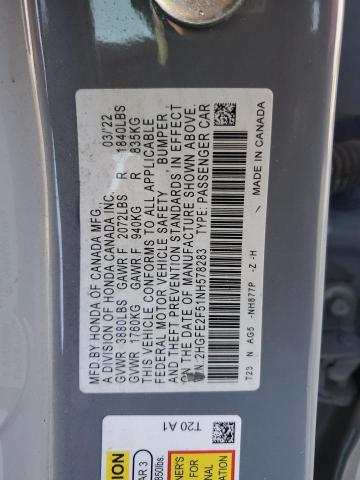 MFD BY HONDA OF CANADA MFG.
A DIVISION OF HONDA CANADA INC. 03/'22
GVWR 3880LBS GAWR F 2072LBS R 1840LBS
GVWR 1760KG GAWR F 940KG R 835KG
THIS VEHICLE CONFORMS TO ALL APPLICABLE
FEDERAL MOTOR VEHICLE SAFETY BUMPER
AND THEFT PREVENTION STANDARDS IN EFFECT
ON THE DATE OF MANUFACTURE SHOWN ABOVE.
V.I.N.:2HGFE2F51NH578283 TYPE: PASSENGER CAR
T23 N AG5 -NH877P -Z -H MADE IN CANADA
T20 A1